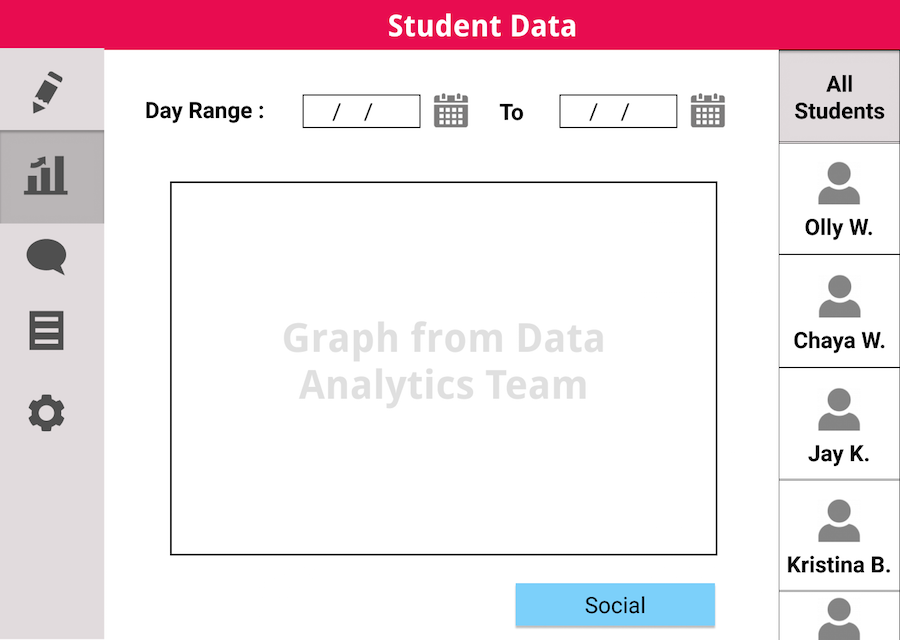 Student Data
Day Range :
/ /
To
/ /
All
Students
Olly W.
Chaya W.
Jay K.
Kristina B.
Graph from Data
Analytics Team
Social